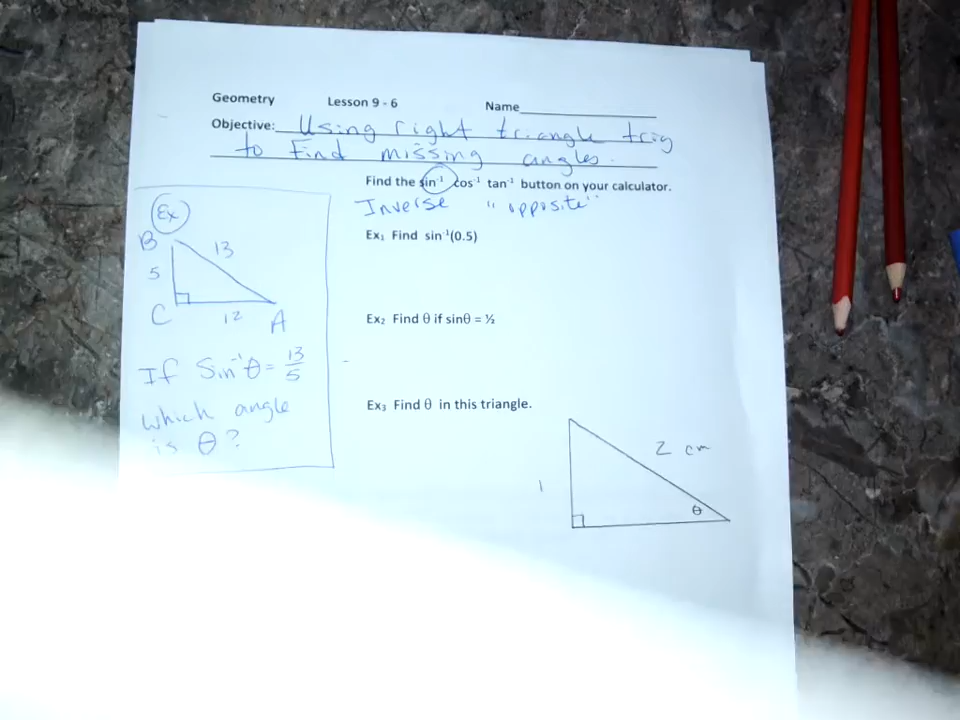 Geometry Lesson 9 - 6 Name
Objective: Using right triangle trig
to find missing angles.
Find the sin⁻¹ cos⁻¹ tan⁻¹ button on your calculator.
Inverse "opposite"
Ex₁ Find sin⁻¹(0.5)
Ex₂ Find θ if sinθ = ½
Ex₃ Find θ in this triangle.
2 cm
1
θ
Ex
B
13
5
C
12
A
If Sin⁻¹θ = 13/5
which angle
is θ?